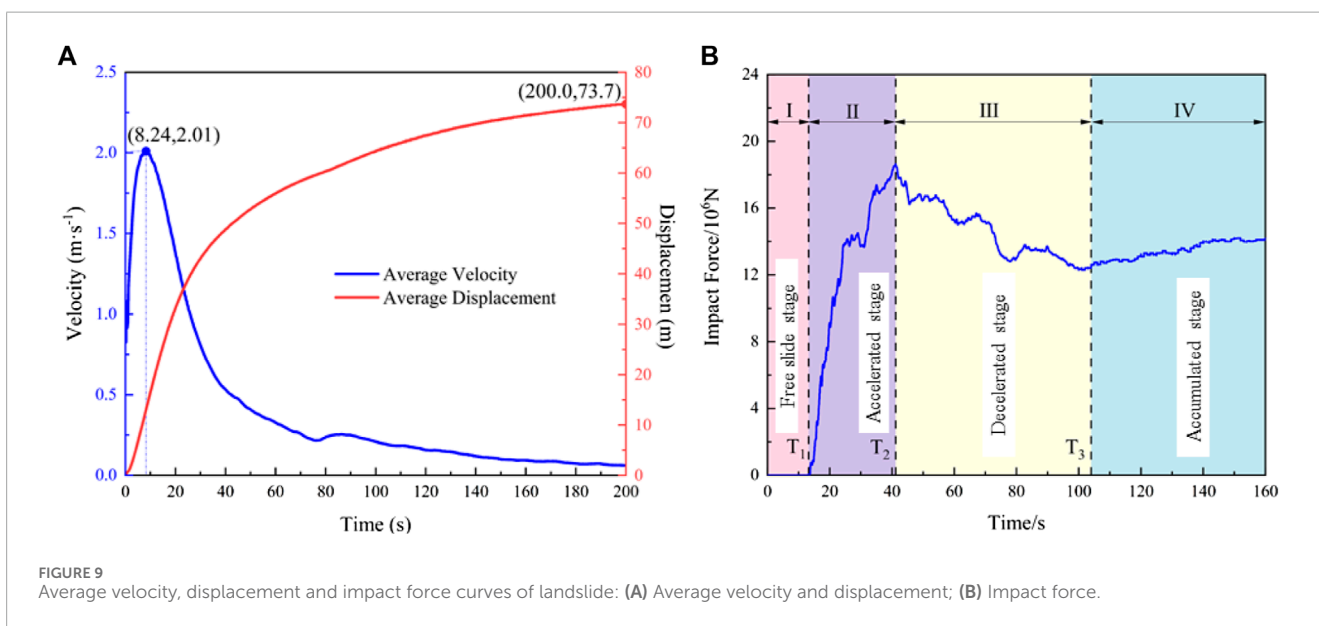 A
2.5
2.0
1.5
1.0
0.5
0.0
Velocity (m·s⁻¹)
(8.24,2.01)
(200.0,73.7)
Average Velocity
Average Displacement
80
70
60
50
40
30
20
10
0
Displacemen (m)
0 20 40 60 80 100 120 140 160 180 200
Time (s)
B
24
20
16
12
8
4
0
Impact Force/10⁶N
I II III IV
Free slide stage
Accelerated stage
Decelerated stage
Accumulated stage
T₁ T₂ T₃
0 20 40 60 80 100 120 140 160
Time/s
FIGURE 9
Average velocity, displacement and impact force curves of landslide: (A) Average velocity and displacement; (B) Impact force.